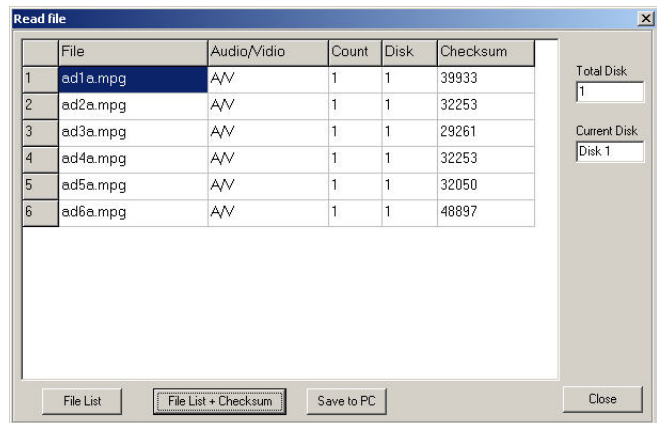 Read file
File Audio/Vidio Count Disk Checksum
1 ad1a.mpg A/V 1 1 39933
2 ad2a.mpg A/V 1 1 32253
3 ad3a.mpg A/V 1 1 29261
4 ad4a.mpg A/V 1 1 32253
5 ad5a.mpg A/V 1 1 32050
6 ad6a.mpg A/V 1 1 48897
Total Disk
1
Current Disk
Disk 1
File List File List + Checksum Save to PC Close